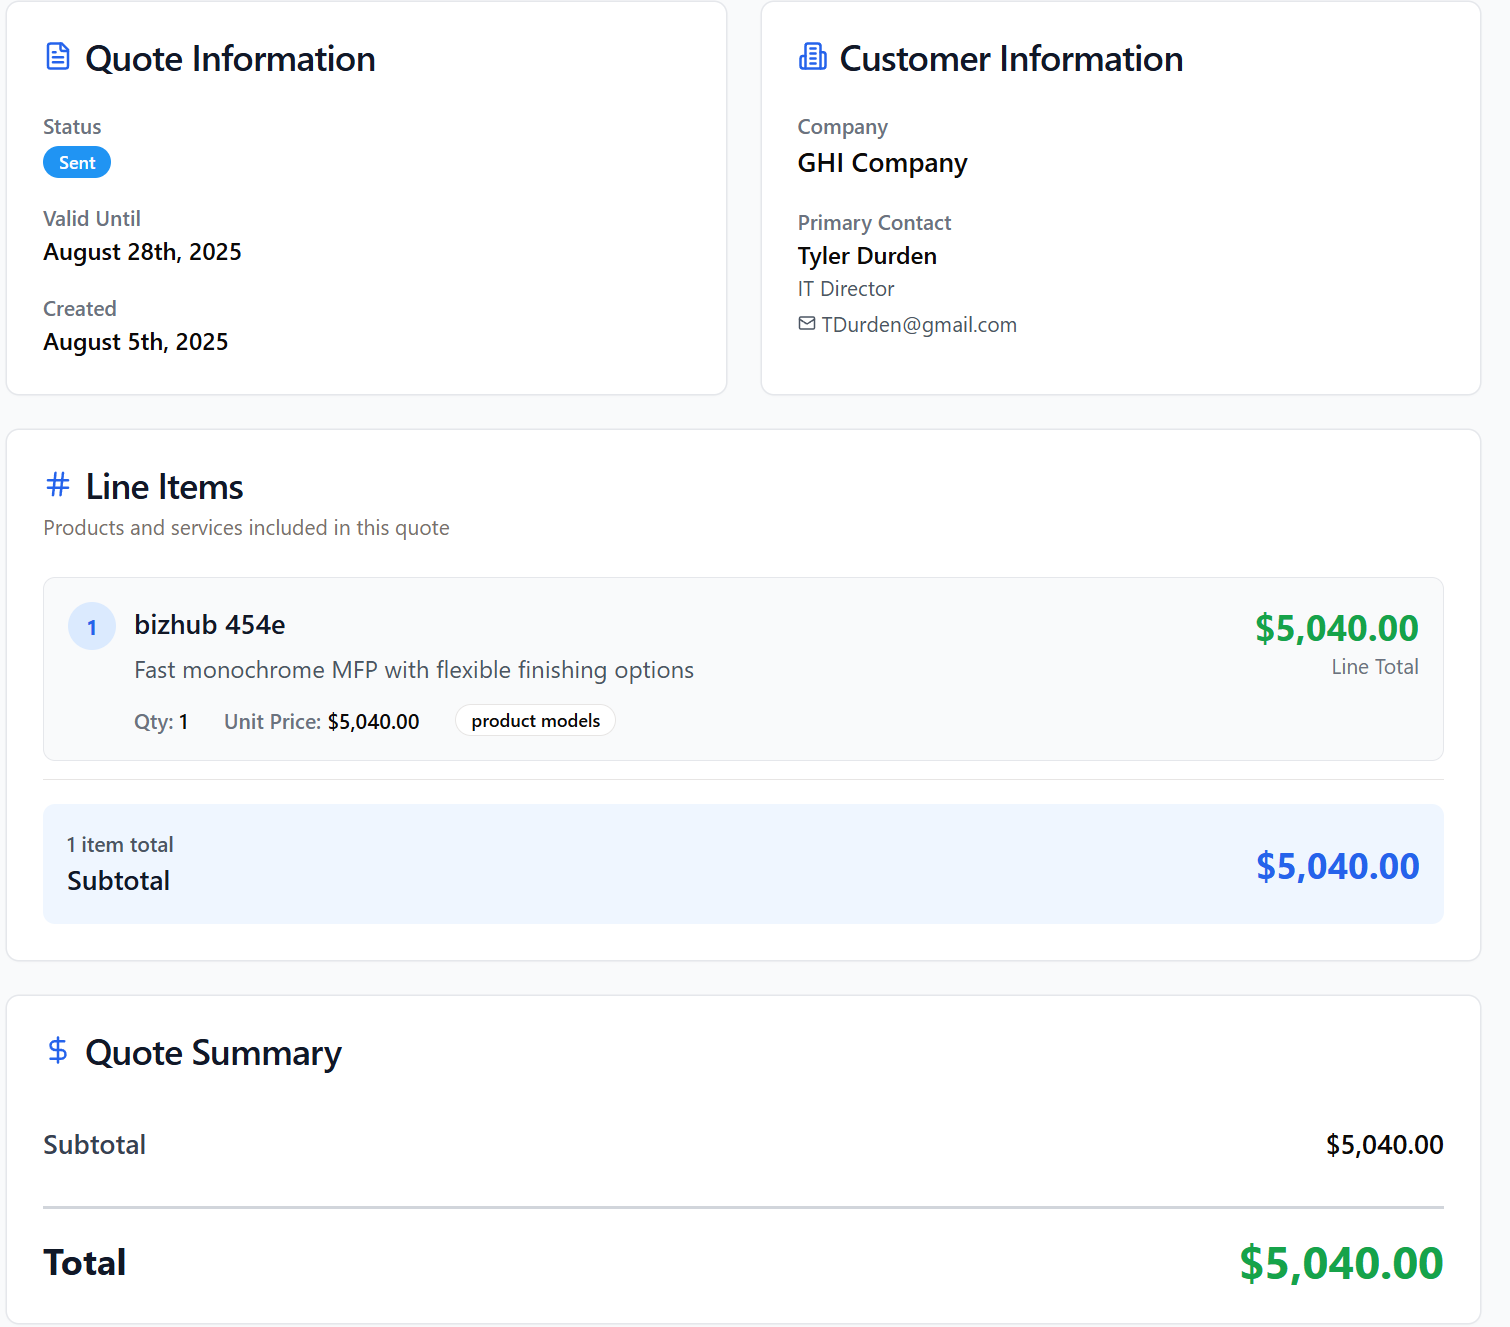 Quote Information
Status
Sent
Valid Until
August 28th, 2025
Created
August 5th, 2025
Customer Information
Company
GHI Company
Primary Contact
Tyler Durden
IT Director
TDurden@gmail.com
# Line Items
Products and services included in this quote
1 bizhub 454e
Fast monochrome MFP with flexible finishing options
Qty: 1 Unit Price: $5,040.00 product models
$5,040.00
Line Total
1 item total
Subtotal
$5,040.00
$ Quote Summary
Subtotal $5,040.00
Total $5,040.00